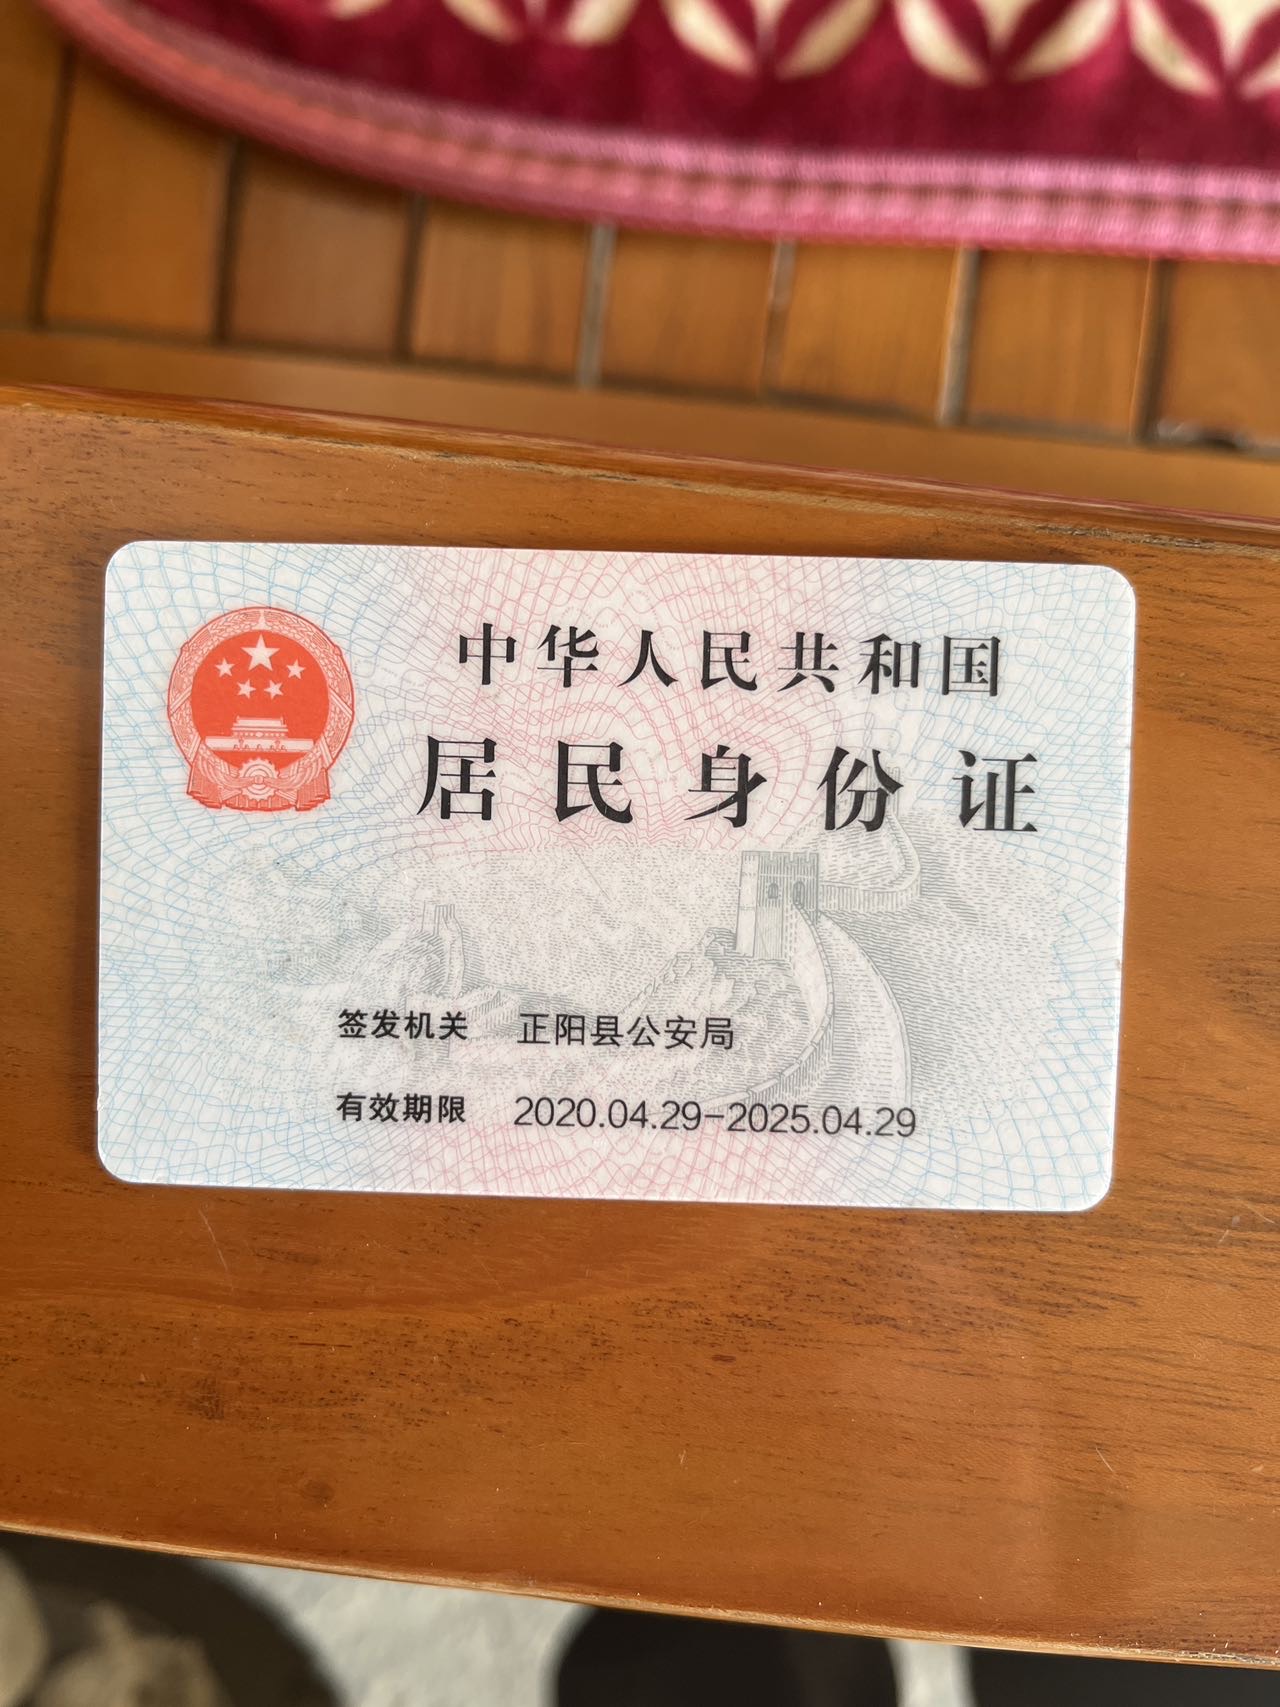 中华人民共和国
居民身份证
签发机关 正阳县公安局
有效期限 2020.04.29-2025.04.29